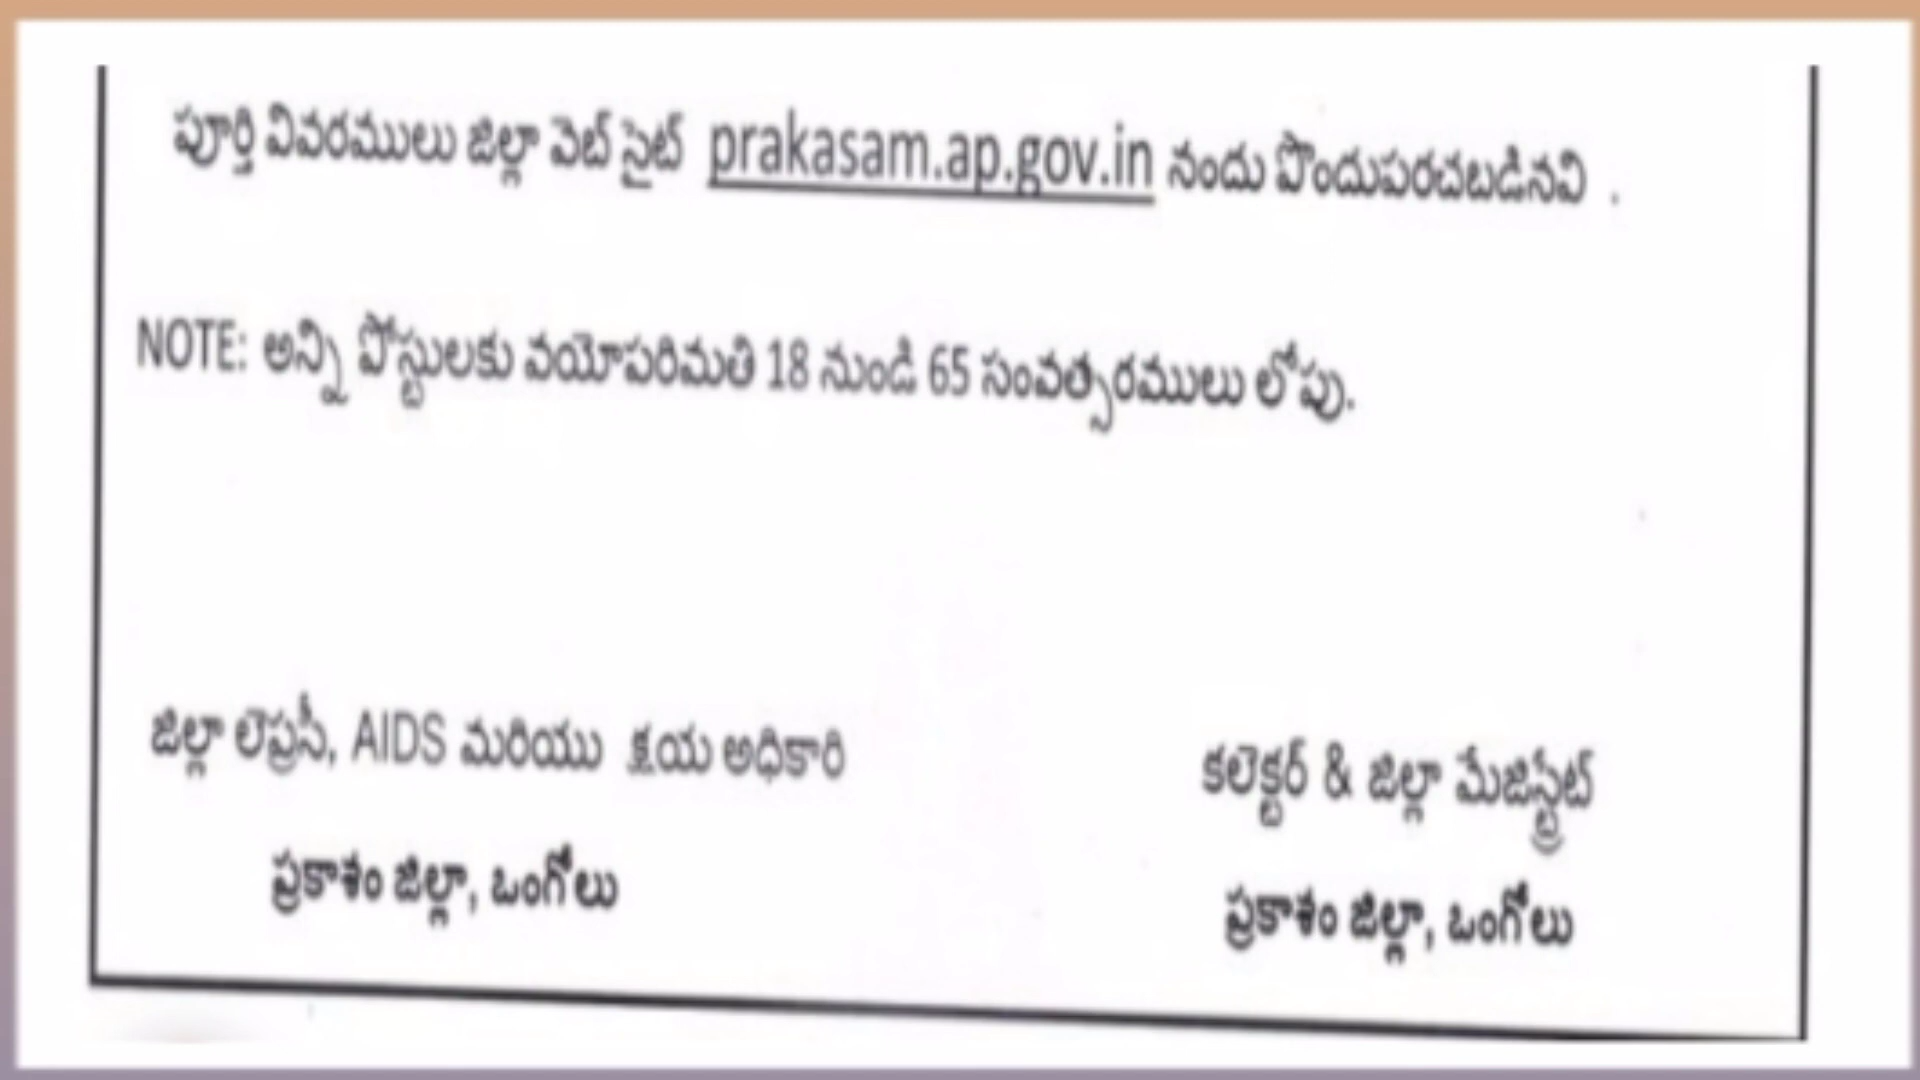 పూర్తి వివరములు జిల్లా వెబ్ సైట్ prakasam.ap.gov.in నందు పొందుపరచబడినవి .
NOTE: అన్ని పోస్టులకు వయోపరిమతి 18 నుండి 65 సంవత్సరములు లోపు.
జిల్లా లెప్రసీ, AIDS మరియు క్షయ అధికారి
ప్రకాశం జిల్లా, ఒంగోలు
కలెక్టర్ & జిల్లా మేజిస్ట్రేట్
ప్రకాశం జిల్లా, ఒంగోలు